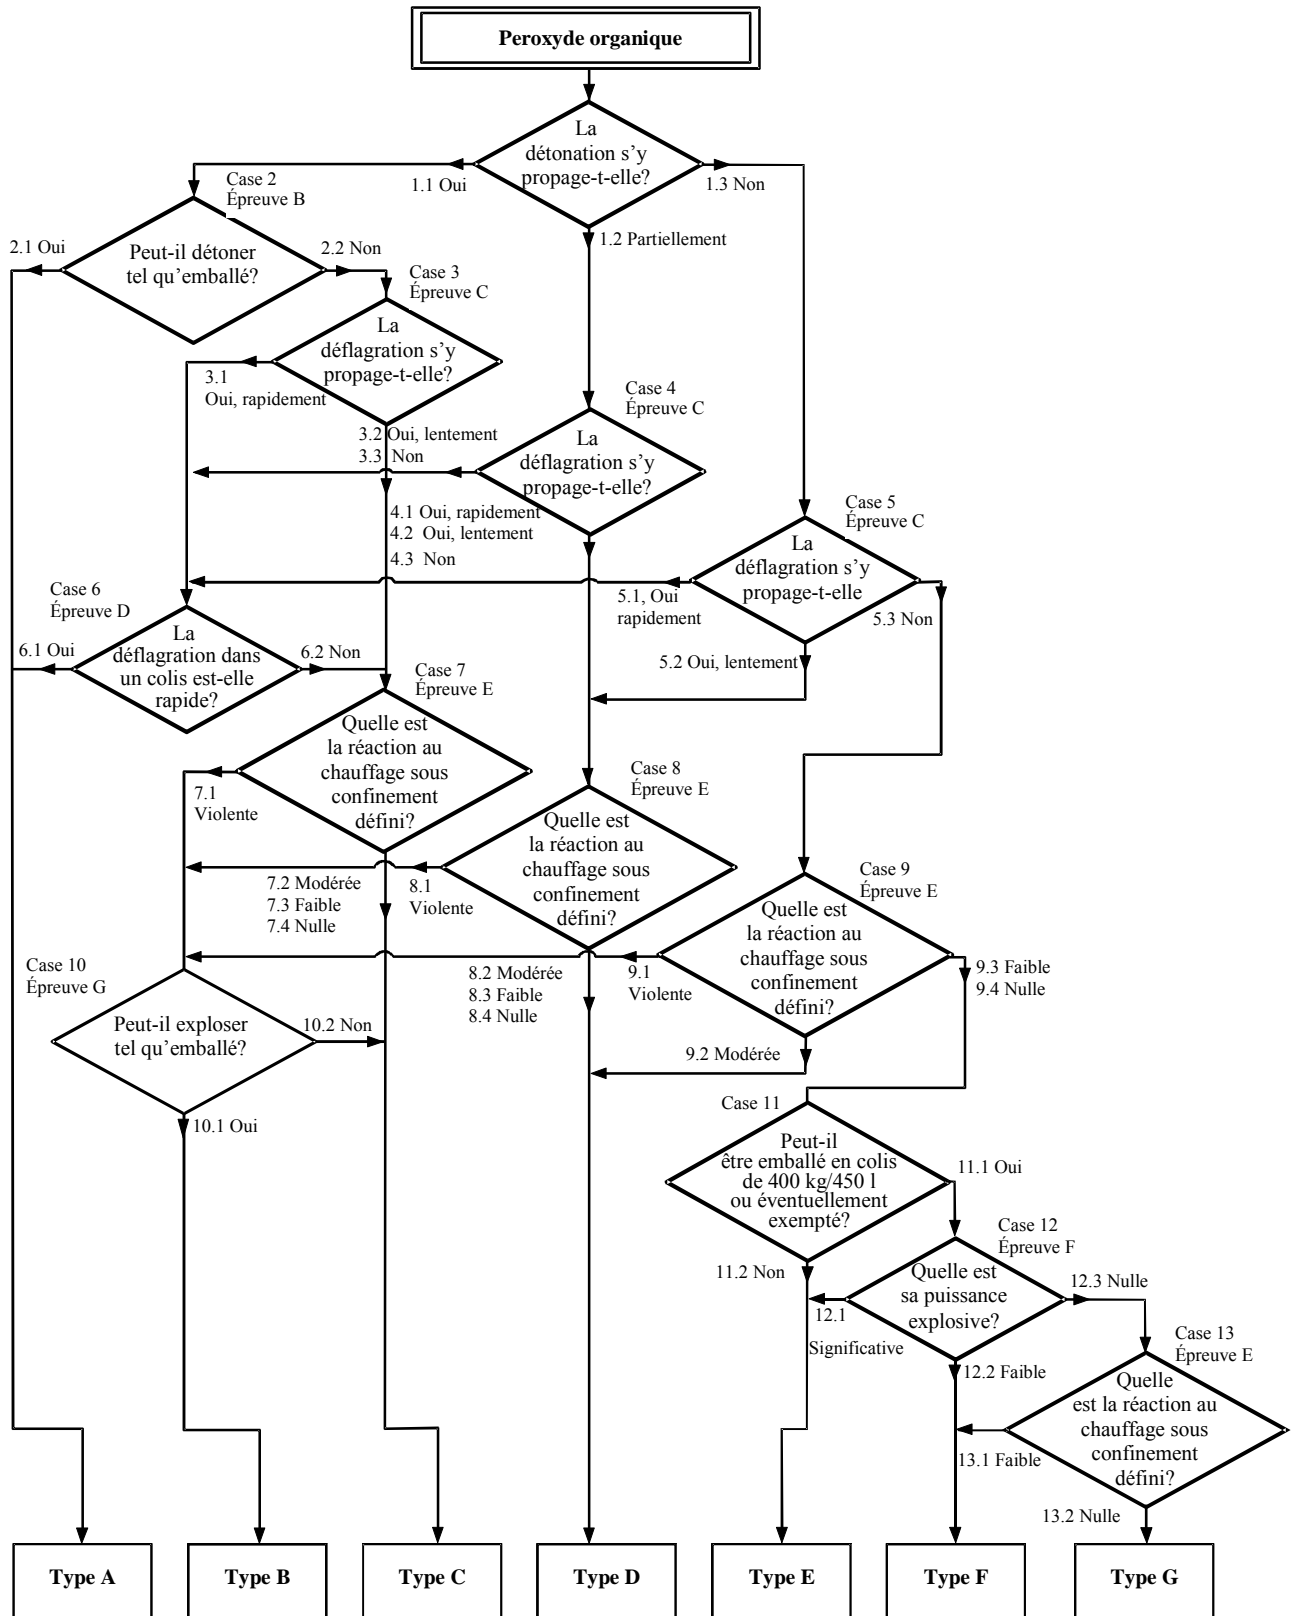 Peroxyde organique
La
détonation s'y
propage-t-elle?
1.1 Oui
1.3 Non
1.2 Partiellement
Case 2
Épreuve B
2.1 Oui
Peut-il détoner
tel qu'emballé?
2.2 Non
Case 3
Épreuve C
La
déflagration s'y
propage-t-elle?
3.1
Oui, rapidement
3.2 Oui, lentement
3.3 Non
Case 4
Épreuve C
La
déflagration s'y
propage-t-elle?
4.1 Oui, rapidement
4.2 Oui, lentement
4.3 Non
Case 5
Épreuve C
La
déflagration s'y
propage-t-elle
5.1, Oui
rapidement
5.3 Non
5.2 Oui, lentement
Case 6
Épreuve D
6.1 Oui
La
déflagration dans
un colis est-elle
rapide?
6.2 Non
Case 7
Épreuve E
Quelle est
la réaction au
chauffage sous
confinement
défini?
7.1
Violente
7.2 Modérée
7.3 Faible
7.4 Nulle
Case 8
Épreuve E
Quelle est
la réaction au
chauffage sous
confinement
défini?
8.1
Violente
8.2 Modérée
8.3 Faible
8.4 Nulle
Case 9
Épreuve E
Quelle est
la réaction au
chauffage sous
confinement
défini?
9.1
Violente
9.3 Faible
9.4 Nulle
9.2 Modérée
Case 10
Épreuve G
Peut-il exploser
tel qu'emballé?
10.2 Non
10.1 Oui
Case 11
Peut-il
être emballé en colis
de 400 kg/450 l
ou éventuellement
exempté?
11.1 Oui
11.2 Non
Case 12
Épreuve F
Quelle est
sa puissance
explosive?
12.1
Significative
12.3 Nulle
12.2 Faible
Case 13
Épreuve E
Quelle
est la réaction au
chauffage sous
confinement
défini?
13.1 Faible
13.2 Nulle
Type A
Type B
Type C
Type D
Type E
Type F
Type G